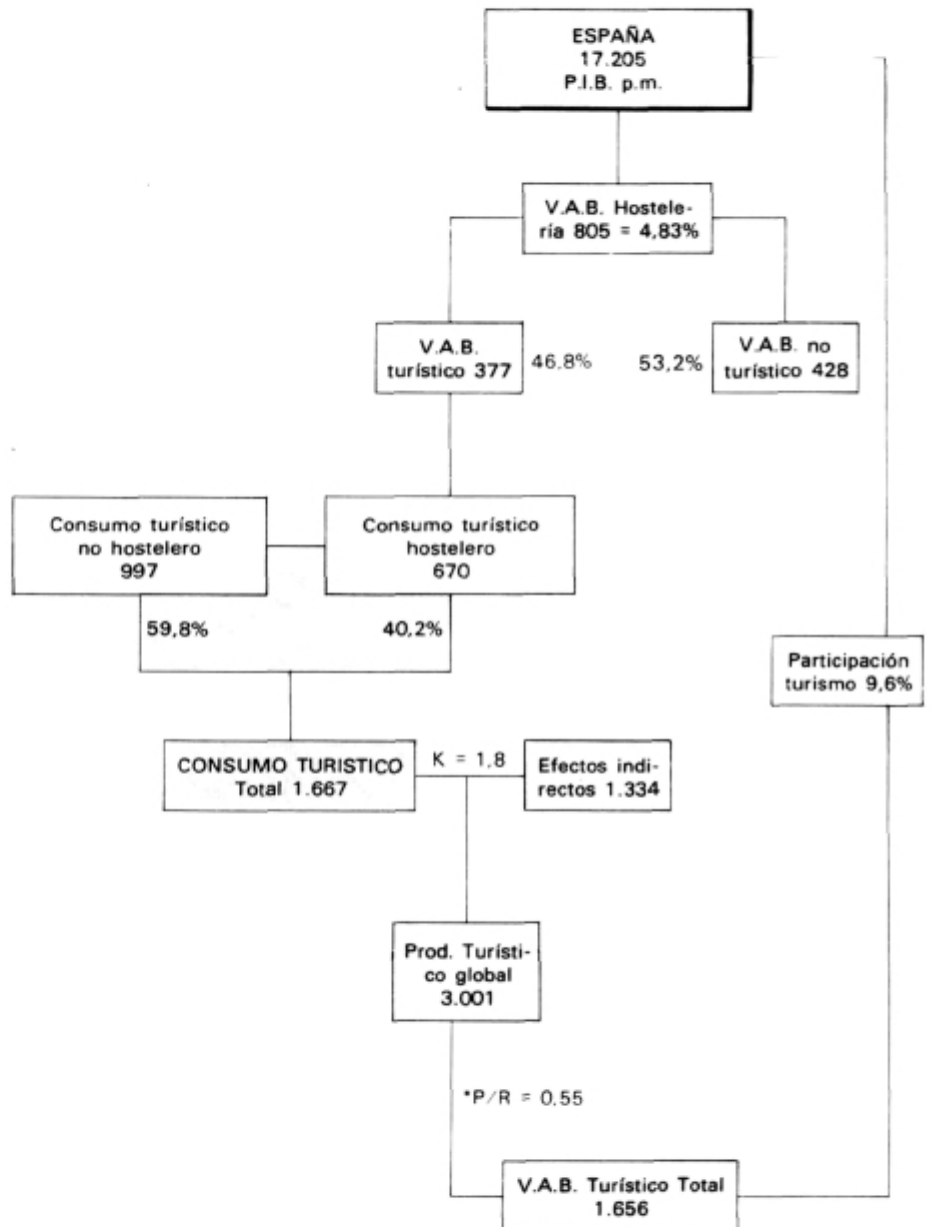 ESPAÑA
17.205
P.I.B. p.m.
V.A.B. Hostele-
ría 805 = 4,83%
V.A.B.
turístico 377
46.8%
53,2%
V.A.B. no
turístico 428
Consumo turístico
no hostelero
997
Consumo turístico
hostelero
670
59,8%
40,2%
Participación
turismo 9,6%
CONSUMO TURISTICO
Total 1.667
K = 1,8
Efectos indi-
rectos 1.334
Prod. Turísti-
co global
3.001
*P/R = 0,55
V.A.B. Turístico Total
1.656